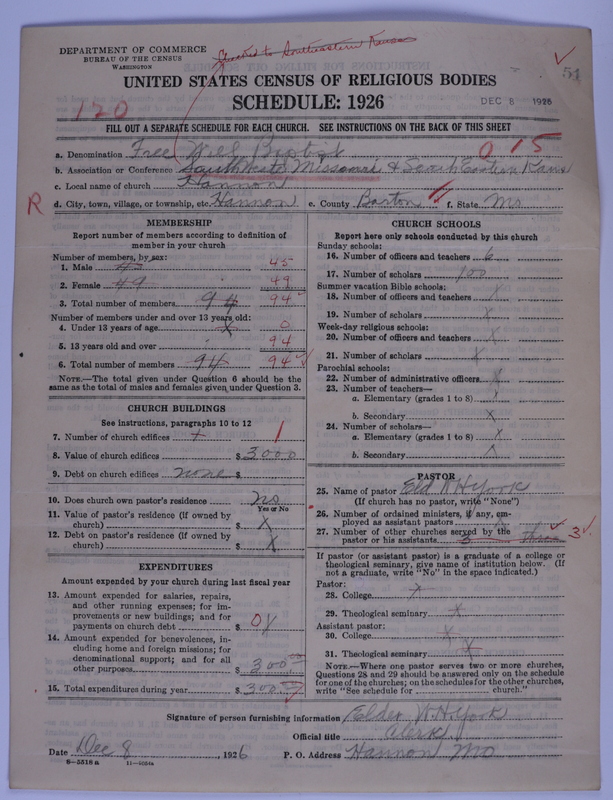 DEPARTMENT OF COMMERCE
BUREAU OF THE CENSUS
WASHINGTON
Directed to Southeastern Kansas
UNITED STATES CENSUS OF RELIGIOUS BODIES
SCHEDULE: 1926
DEC 8 1926
51
120
FILL OUT A SEPARATE SCHEDULE FOR EACH CHURCH. SEE INSTRUCTIONS ON THE BACK OF THIS SHEET
a. Denomination Free Will Baptist 0 15
b. Association or Conference Southwest Missouri & South Eastern Kans
c. Local name of church Hannon
R
d. City, town, village, or township, etc. Hannon e. County Barton f. State Mo
MEMBERSHIP
Report number of members according to definition of
member in your church
Number of members, by sex:
1. Male 45 45
2. Female 49 49
3. Total number of members 94 94
Number of members under and over 13 years old:
4. Under 13 years of age x 0
5. 13 years old and over 94
6. Total number of members 94 94
NOTE.—The total given under Question 6 should be
same as the total of males and females given under Question 3.
CHURCH BUILDINGS
See instructions, paragraphs 10 to 12
7. Number of church edifices 1
8. Value of church edifices $ 3000
9. Debt on church edifices none $
10. Does church own pastor's residence No
Yes or No
11. Value of pastor's residence (if owned by
church) $ x
12. Debt on pastor's residence (if owned by
church) $ x
EXPENDITURES
Amount expended by your church during last fiscal year
13. Amount expended for salaries, repairs,
and other running expenses; for im-
provements or new buildings; and for
payments on church debt $ 0
14. Amount expended for benevolences, in-
cluding home and foreign missions; for
denominational support; and for all
other purposes $ 300.00
15. Total expenditures during year $ 300.
CHURCH SCHOOLS
Report here only schools conducted by this church
Sunday schools:
16. Number of officers and teachers 6
17. Number of scholars 100
Summer vacation Bible schools:
18. Number of officers and teachers x
19. Number of scholars x
Week-day religious schools:
20. Number of officers and teachers x
21. Number of scholars x
Parochial schools:
22. Number of administrative officers x
23. Number of teachers—
a. Elementary (grades 1 to 8) x
b. Secondary x
24. Number of scholars—
a. Elementary (grades 1 to 8) x
b. Secondary x
PASTOR
25. Name of pastor Eld W H York
(If church has no pastor, write "None")
26. Number of ordained ministers, if any, em-
ployed as assistant pastors
27. Number of other churches served by the
pastor or his assistants 3 three 3
If pastor (or assistant pastor) is a graduate of a college or
theological seminary, give name of institution below. (If
not a graduate, write "No" in the space indicated.)
Pastor:
28. College x
29. Theological seminary x
Assistant pastor:
30. College x
31. Theological seminary x
NOTE.—Where one pastor serves two or more churches,
Questions 28 and 29 should be answered only on the schedule
for one of the churches; on the schedules for the other churches,
write "See schedule for church."
Signature of person furnishing information Elder W.H. York
Official title Clerk
Date Dec 8, 1926 P. O. Address Hannon Mo
8—5518 a